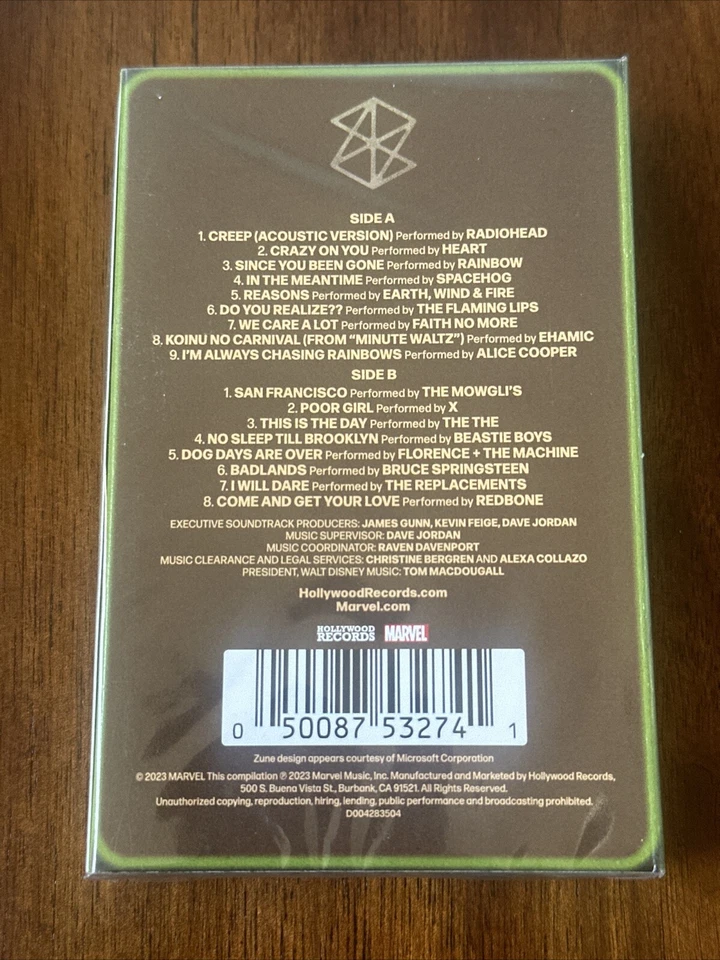 SIDE A
1. CREEP (ACOUSTIC VERSION) Performed by RADIOHEAD
2. CRAZY ON YOU Performed by HEART
3. SINCE YOU BEEN GONE Performed by RAINBOW
4. IN THE MEANTIME Performed by SPACEHOG
5. REASONS Performed by EARTH, WIND & FIRE
6. DO YOU REALIZE?? Performed by THE FLAMING LIPS
7. WE CARE A LOT Performed by FAITH NO MORE
8. KOINU NO CARNIVAL (FROM “MINUTE WALTZ”) Performed by EHAMIC
9. I’M ALWAYS CHASING RAINBOWS Performed by ALICE COOPER
SIDE B
1. SAN FRANCISCO Performed by THE MOWGLI’S
2. POOR GIRL Performed by X
3. THIS IS THE DAY Performed by THE THE
4. NO SLEEP TILL BROOKLYN Performed by BEASTIE BOYS
5. DOG DAYS ARE OVER Performed by FLORENCE + THE MACHINE
6. BADLANDS Performed by BRUCE SPRINGSTEEN
7. I WILL DARE Performed by THE REPLACEMENTS
8. COME AND GET YOUR LOVE Performed by REDBONE
EXECUTIVE SOUNDTRACK PRODUCERS: JAMES GUNN, KEVIN FEIGE, DAVE JORDAN
MUSIC SUPERVISOR: DAVE JORDAN
MUSIC COORDINATOR: RAVEN DAVENPORT
MUSIC CLEARANCE AND LEGAL SERVICES: CHRISTINE BERGREN AND ALEXA COLLAZO
PRESIDENT, WALT DISNEY MUSIC: TOM MACDOUGALL
HollywoodRecords.com
Marvel.com
HOLLYWOOD RECORDS MARVEL
0 50087 53274 1
Zune design appears courtesy of Microsoft Corporation
© 2023 MARVEL This compilation ℗ 2023 Marvel Music, Inc. Manufactured and Marketed by Hollywood Records,
500 S. Buena Vista St., Burbank, CA 91521. All Rights Reserved.
Unauthorized copying, reproduction, hiring, lending, public performance and broadcasting prohibited.
D004283504